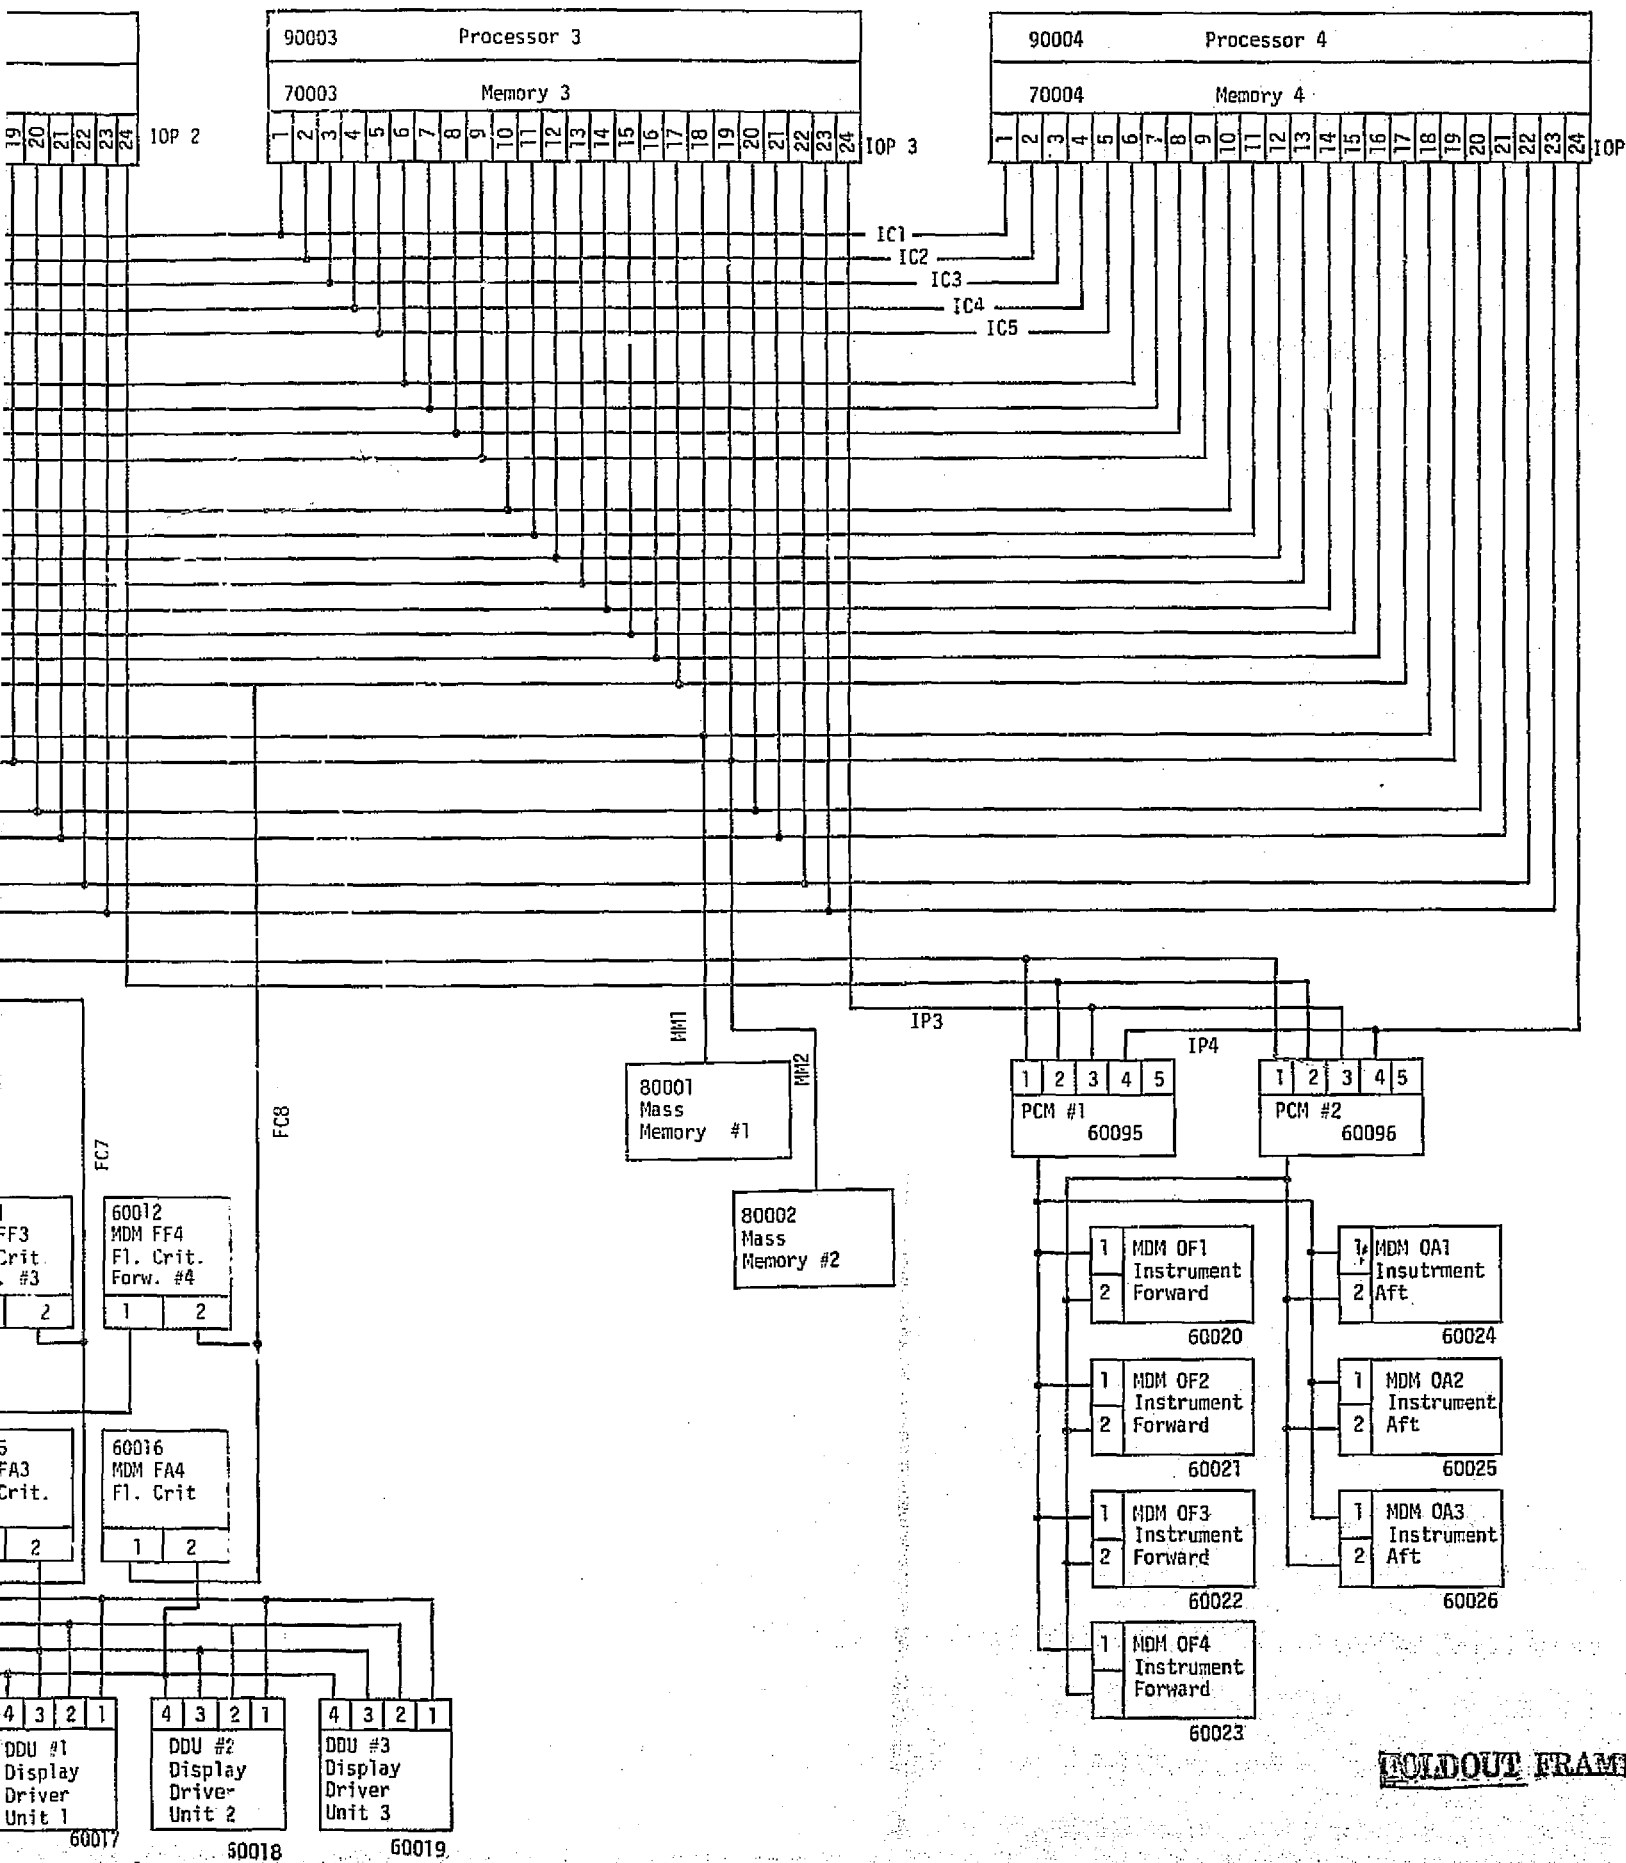 90003 Processor 3
70003 Memory 3
90004 Processor 4
70004 Memory 4
19 20 21 22 23 24 IOP 2
1 2 3 4 5 6 7 8 9 10 11 12 13 14 15 16 17 18 19 20 21 22 23 24 IOP 3
1 2 3 4 5 6 7 8 9 10 11 12 13 14 15 16 17 18 19 20 21 22 23 24 IOP
IC1
IC2
IC3
IC4
IC5
IP3
IP4
MM1
MM2
FC7
FC8
80001
Mass
Memory #1
80002
Mass
Memory #2
1 2 3 4 5
PCM #1
60095
1 2 3 4 5
PCM #2
60096
FF3
Crit.
. #3
2
60012
MDM FF4
Fl. Crit.
Forw. #4
1 2
FA3
Crit.
2
60016
MDM FA4
Fl. Crit
1 2
1 MDM OF1
Instrument
2 Forward
60020
1 MDM OA1
Insutrment
2 Aft
60024
1 MDM OF2
Instrument
2 Forward
60021
1 MDM OA2
Instrument
2 Aft
60025
1 MDM OF3
Instrument
2 Forward
60022
1 MDM OA3
Instrument
2 Aft
60026
1 MDM OF4
Instrument
Forward
60023
4 3 2 1
DDU #1
Display
Driver
Unit 1
60017
4 3 2 1
DDU #2
Display
Driver
Unit 2
60018
4 3 2 1
DDU #3
Display
Driver
Unit 3
60019
FOLDOUT FRAME